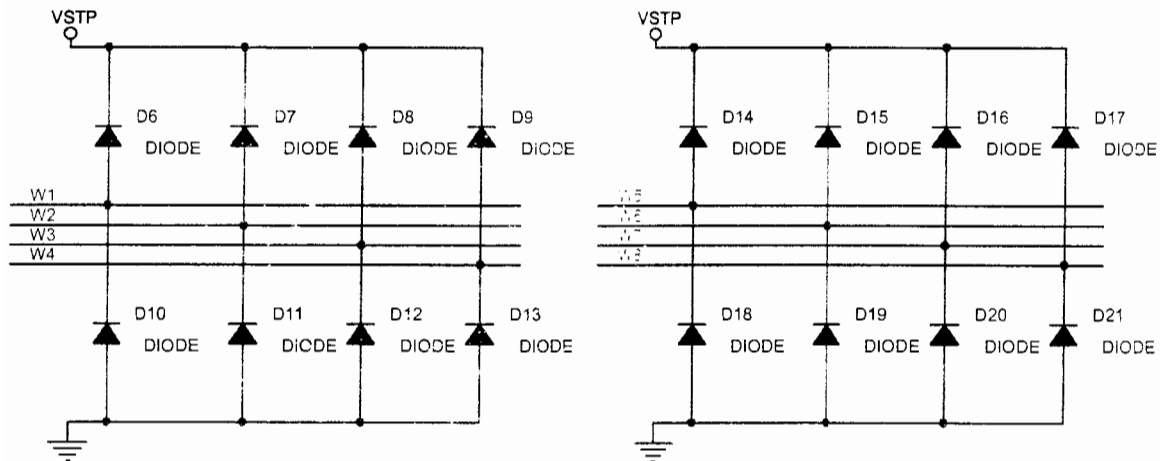 VSTP
VSTP
D6
D7
D8
D9
D14
D15
D16
D17
DIODE
DIODE
DIODE
DIODE
DIODE
DIODE
DIODE
DIODE
W1
W2
W3
W4
D10
D11
D12
D13
D18
D19
D20
D21
DIODE
DIODE
DIODE
DIODE
DIODE
DIODE
DIODE
DIODE